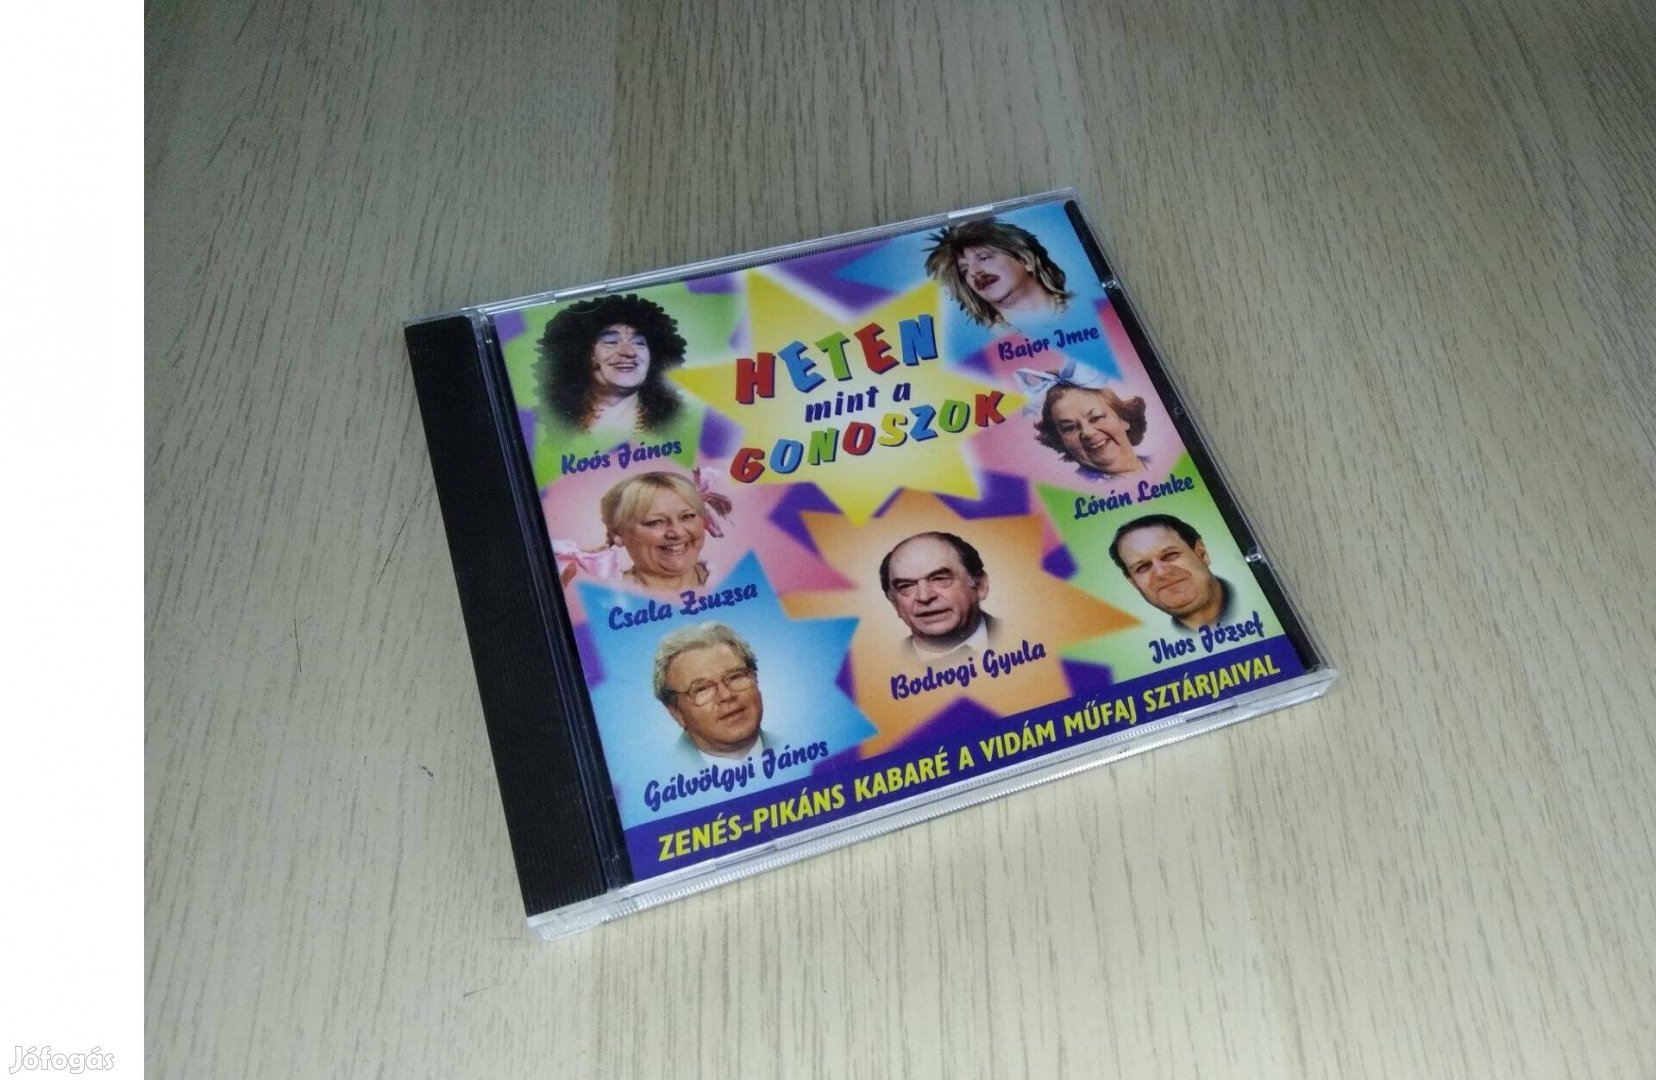 HETEN
mint a
GONOSZOK
Bajor Imre
Koós János
Lórán Lenke
Csala Zsuzsa
Bodrogi Gyula
Ihos József
Gálvölgyi János
ZENÉS-PIKÁNS KABARÉ A VIDÁM MŰFAJ SZTÁRJAIVAL
Jófogás